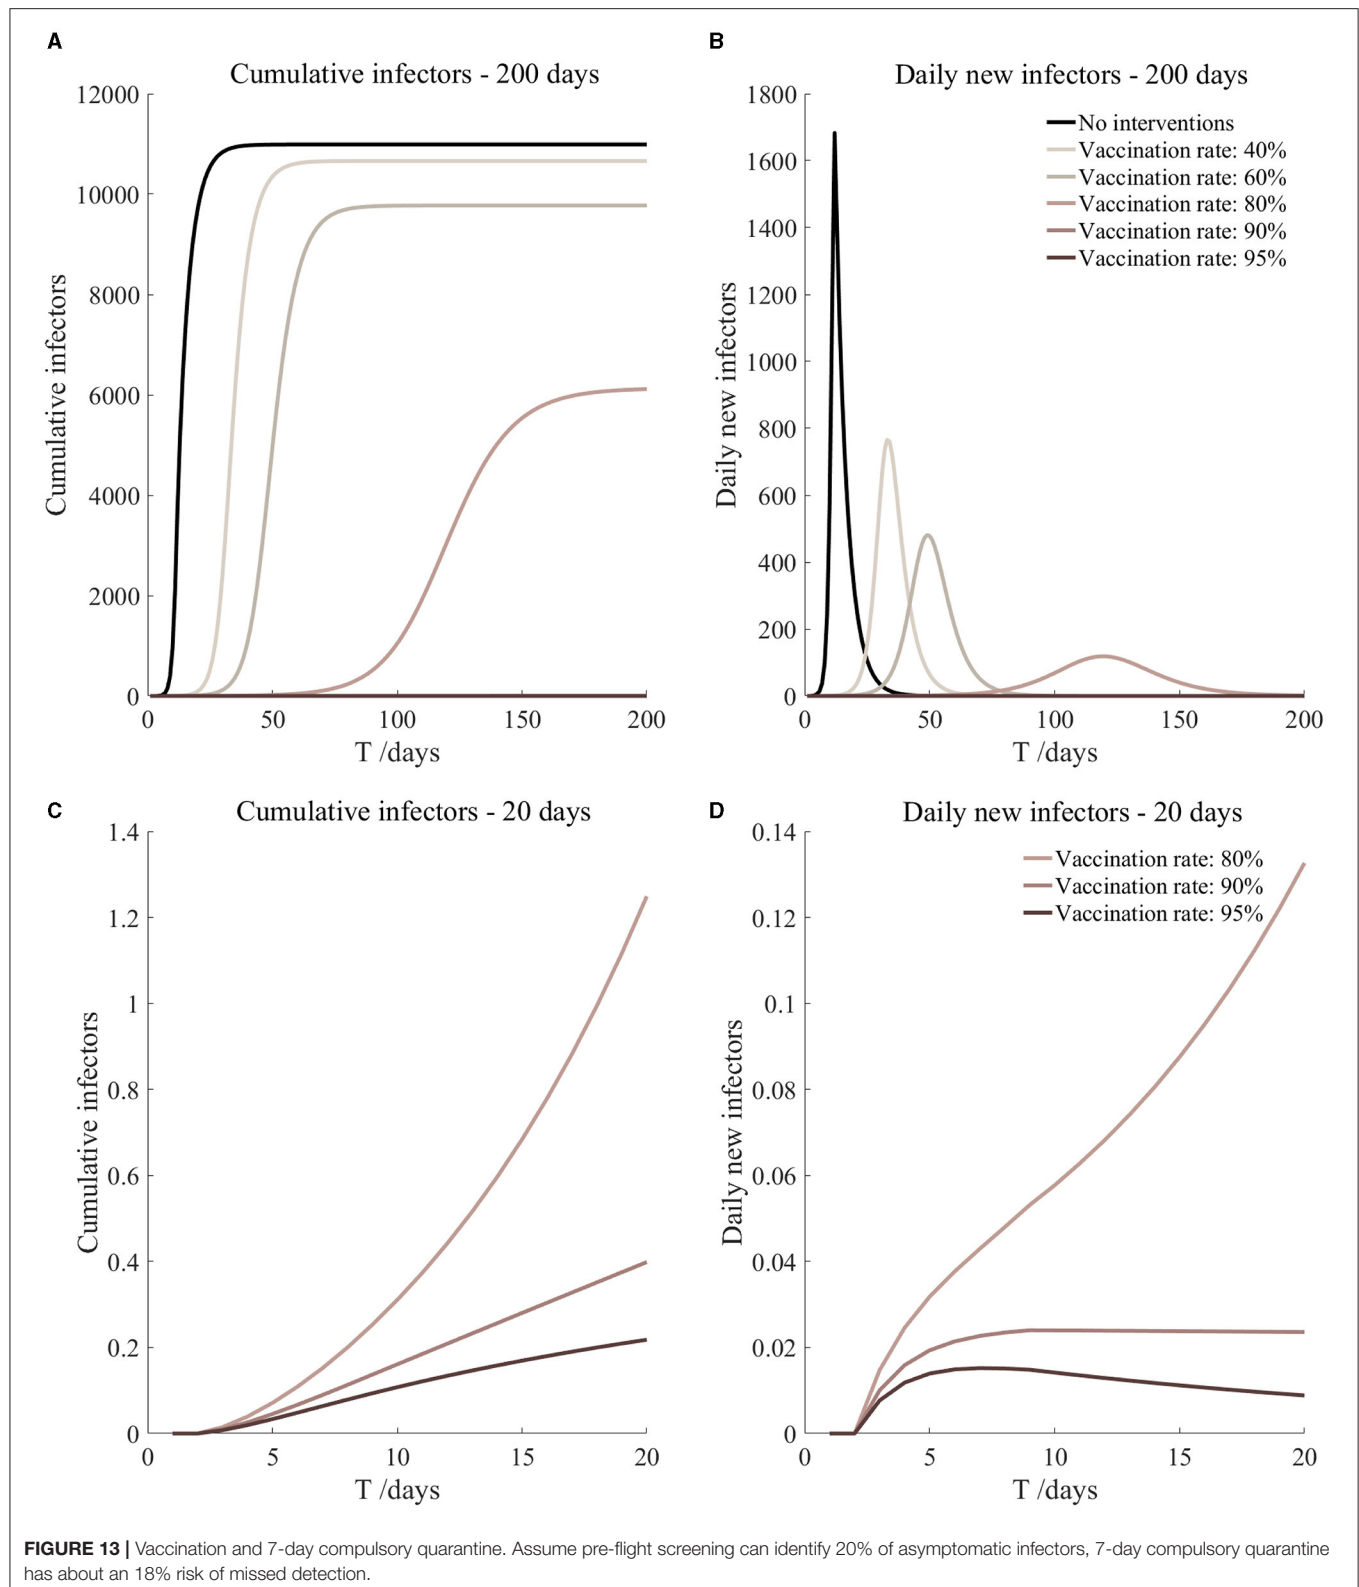 A
Cumulative infectors - 200 days
12000
10000
8000
6000
4000
2000
0
Cumulative infectors
0 50 100 150 200
T /days
B
Daily new infectors - 200 days
1800
1600
1400
1200
1000
800
600
400
200
0
Daily new infectors
No interventions
Vaccination rate: 40%
Vaccination rate: 60%
Vaccination rate: 80%
Vaccination rate: 90%
Vaccination rate: 95%
0 50 100 150 200
T /days
C
Cumulative infectors - 20 days
1.4
1.2
1
0.8
0.6
0.4
0.2
0
Cumulative infectors
0 5 10 15 20
T /days
D
Daily new infectors - 20 days
0.14
0.12
0.1
0.08
0.06
0.04
0.02
0
Daily new infectors
Vaccination rate: 80%
Vaccination rate: 90%
Vaccination rate: 95%
0 5 10 15 20
T /days
FIGURE 13 | Vaccination and 7-day compulsory quarantine. Assume pre-flight screening can identify 20% of asymptomatic infectors, 7-day compulsory quarantine
has about an 18% risk of missed detection.